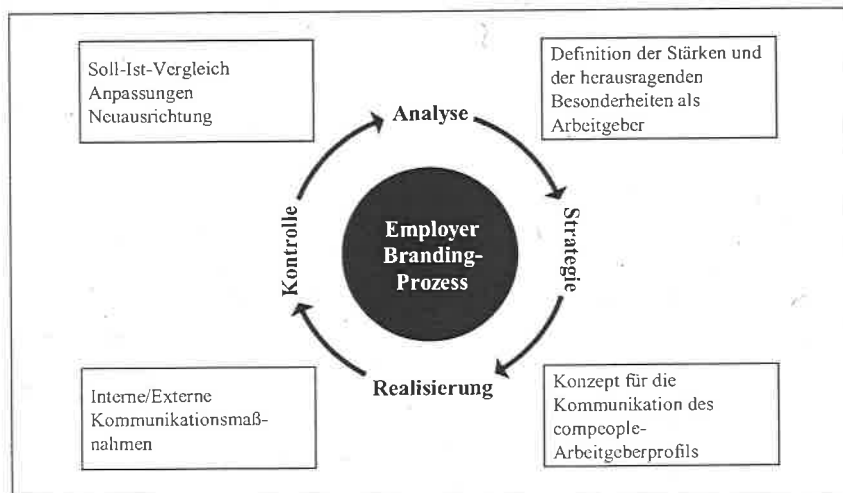 Soll-Ist-Vergleich
Anpassungen
Neuausrichtung
Definition der Stärken und
der herausragenden
Besonderheiten als
Arbeitgeber
Analyse
Kontrolle
Employer
Branding-
Prozess
Strategie
Realisierung
Interne/Externe
Kommunikationsmaß-
nahmen
Konzept für die
Kommunikation des
compeople-
Arbeitgeberprofils